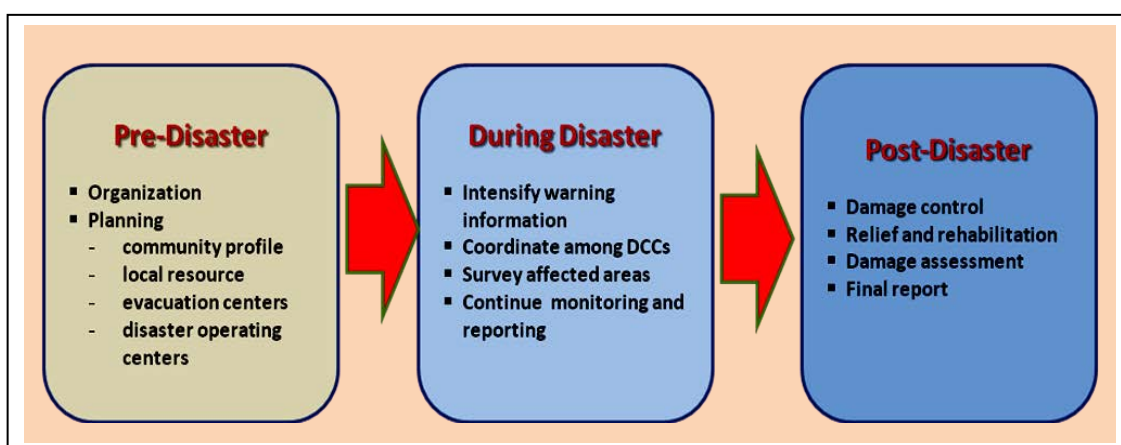 Pre-Disaster
▪ Organization
▪ Planning
- community profile
- local resource
- evacuation centers
- disaster operating
centers
During Disaster
▪ Intensify warning
information
▪ Coordinate among DCCs
▪ Survey affected areas
▪ Continue monitoring and
reporting
Post-Disaster
▪ Damage control
▪ Relief and rehabilitation
▪ Damage assessment
▪ Final report